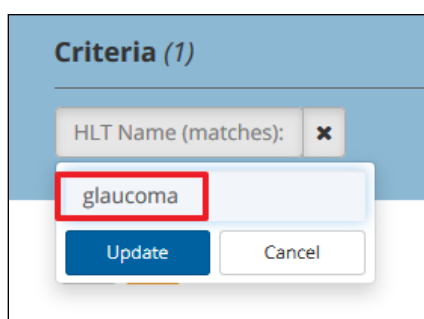 Criteria (1)
HLT Name (matches): ✖
glaucoma
Update Cancel